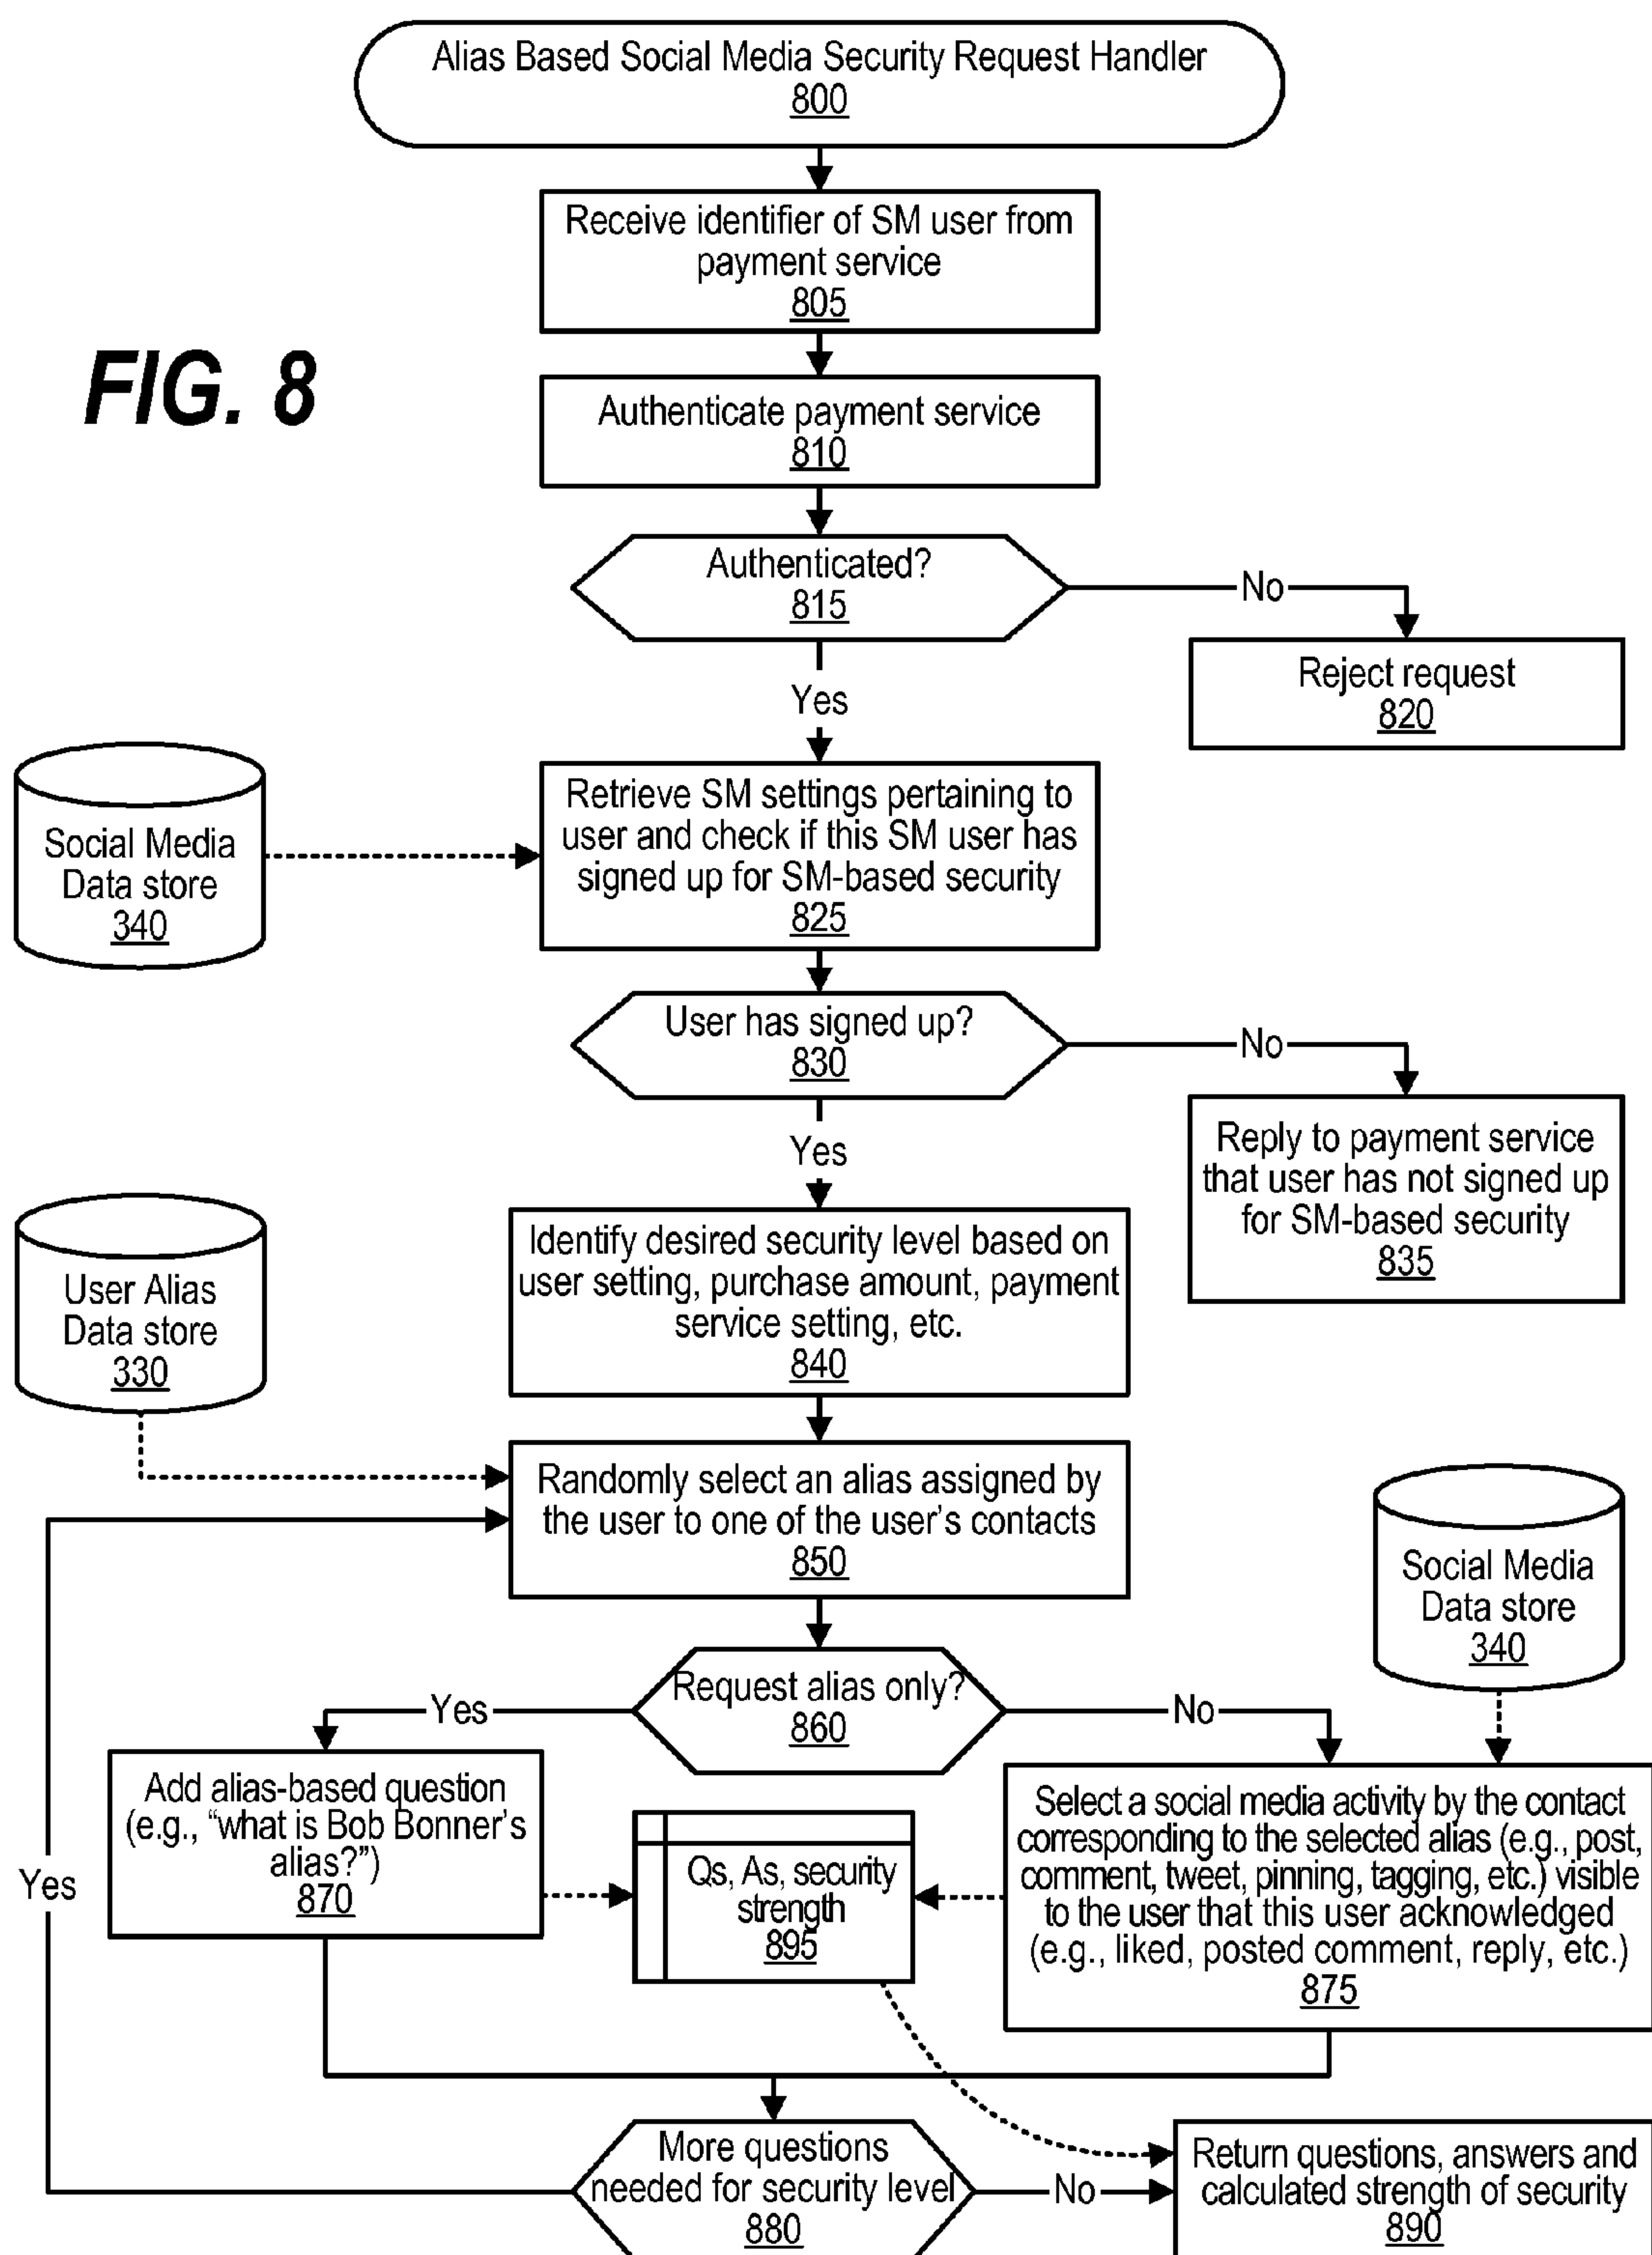 Alias Based Social Media Security Request Handler
800
Receive identifier of SM user from
payment service
805
FIG. 8
Authenticate payment service
810
Authenticated?
815
No
Reject request
820
Yes
Social Media
Data store
340
Retrieve SM settings pertaining to
user and check if this SM user has
signed up for SM-based security
825
User has signed up?
830
No
Reply to payment service
that user has not signed up
for SM-based security
835
Yes
User Alias
Data store
330
Identify desired security level based on
user setting, purchase amount, payment
service setting, etc.
840
Randomly select an alias assigned by
the user to one of the user's contacts
850
Social Media
Data store
340
Request alias only?
860
Yes
No
Add alias-based question
(e.g., “what is Bob Bonner's
alias?”)
870
Qs, As, security
strength
895
Select a social media activity by the contact
corresponding to the selected alias (e.g., post,
comment, tweet, pinning, tagging, etc.) visible
to the user that this user acknowledged
(e.g., liked, posted comment, reply, etc.)
875
Yes
More questions
needed for security level
880
No
Return questions, answers and
calculated strength of security
890